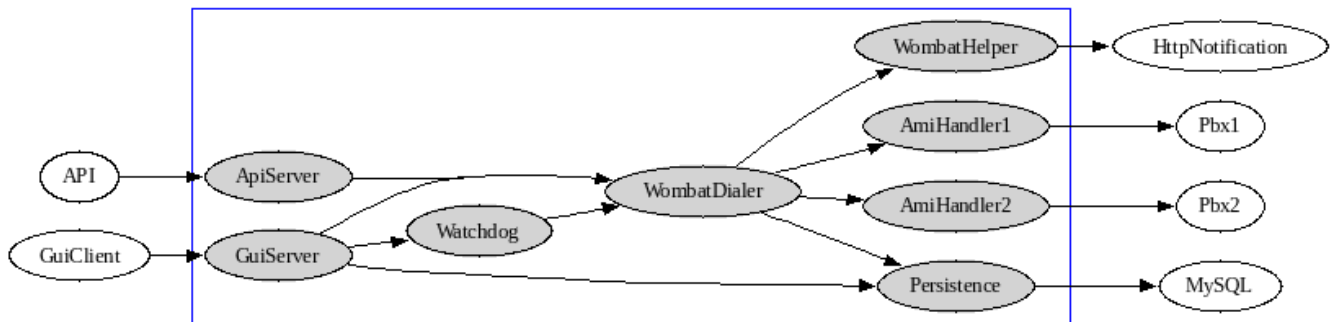 WombatHelper
HttpNotification
AmiHandler1
Pbx1
API
ApiServer
WombatDialer
AmiHandler2
Pbx2
Watchdog
GuiClient
GuiServer
Persistence
MySQL